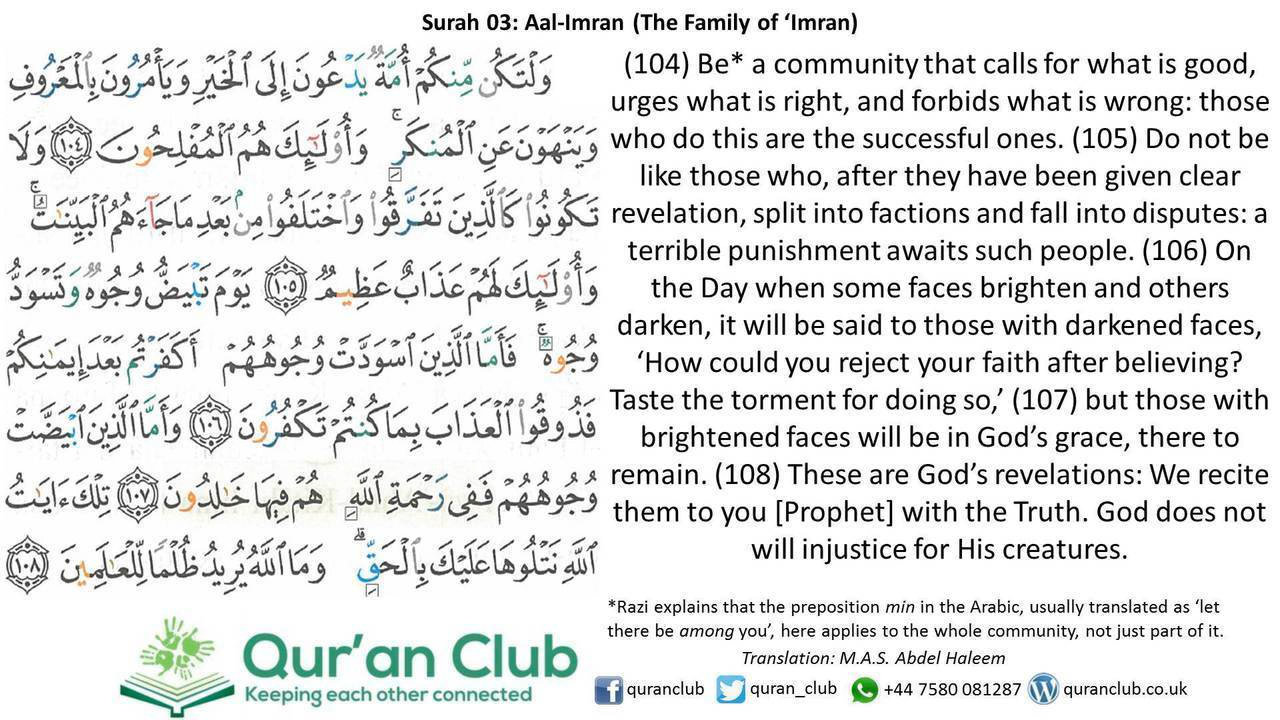 Surah 03: Aal-Imran (The Family of ‘Imran)
وَلْتَكُن مِّنكُمْ أُمَّةٌ يَدْعُونَ إِلَى الْخَيْرِ وَيَأْمُرُونَ بِالْمَعْرُوفِ
وَيَنْهَوْنَ عَنِ الْمُنكَرِ ۚ وَأُولَـٰئِكَ هُمُ الْمُفْلِحُونَ ١٠٤ وَلَا
تَكُونُوا كَالَّذِينَ تَفَرَّقُوا وَاخْتَلَفُوا مِن بَعْدِ مَا جَاءَهُمُ الْبَيِّنَـٰتُ ۚ
وَأُولَـٰئِكَ لَهُمْ عَذَابٌ عَظِيمٌ ١٠٥ يَوْمَ تَبْيَضُّ وُجُوهٌ وَتَسْوَدُّ
وُجُوهٌ ۚ فَأَمَّا الَّذِينَ اسْوَدَّتْ وُجُوهُهُمْ أَكَفَرْتُم بَعْدَ إِيمَـٰنِكُمْ
فَذُوقُوا الْعَذَابَ بِمَا كُنتُمْ تَكْفُرُونَ ١٠٦ وَأَمَّا الَّذِينَ ابْيَضَّتْ
وُجُوهُهُمْ فَفِى رَحْمَةِ اللَّهِ هُمْ فِيهَا خَـٰلِدُونَ ١٠٧ تِلْكَ ءَايَـٰتُ
اللَّهِ نَتْلُوهَا عَلَيْكَ بِالْحَقِّ ۗ وَمَا اللَّهُ يُرِيدُ ظُلْمًا لِّلْعَـٰلَمِينَ ١٠٨
(104) Be* a community that calls for what is good,
urges what is right, and forbids what is wrong: those
who do this are the successful ones. (105) Do not be
like those who, after they have been given clear
revelation, split into factions and fall into disputes: a
terrible punishment awaits such people. (106) On
the Day when some faces brighten and others
darken, it will be said to those with darkened faces,
‘How could you reject your faith after believing?
Taste the torment for doing so,’ (107) but those with
brightened faces will be in God’s grace, there to
remain. (108) These are God’s revelations: We recite
them to you [Prophet] with the Truth. God does not
will injustice for His creatures.
*Razi explains that the preposition min in the Arabic, usually translated as ‘let
there be among you’, here applies to the whole community, not just part of it.
Translation: M.A.S. Abdel Haleem
Qur’an Club
Keeping each other connected
quranclub quran_club +44 7580 081287 quranclub.co.uk